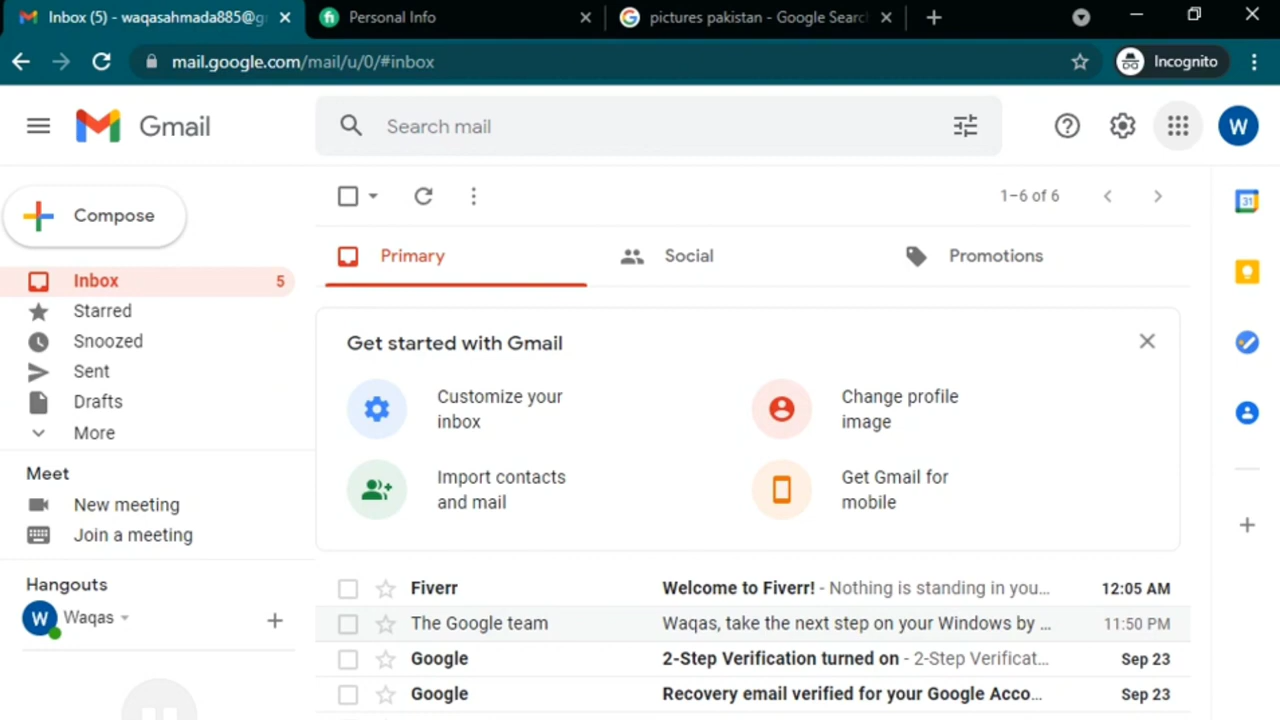 Inbox (5) - waqasahmada885@g
Personal Info
pictures pakistan - Google Search
mail.google.com/mail/u/0/#inbox
Incognito
Gmail
Search mail
W
Compose
1–6 of 6
31
Primary
Social
Promotions
Inbox 5
Starred
Snoozed
Sent
Drafts
More
Get started with Gmail
Customize your
inbox
Change profile
image
Import contacts
and mail
Get Gmail for
mobile
Meet
New meeting
Join a meeting
Hangouts
W Waqas
Fiverr Welcome to Fiverr! - Nothing is standing in you... 12:05 AM
The Google team Waqas, take the next step on your Windows by ... 11:50 PM
Google 2-Step Verification turned on - 2-Step Verificat... Sep 23
Google Recovery email verified for your Google Acco... Sep 23